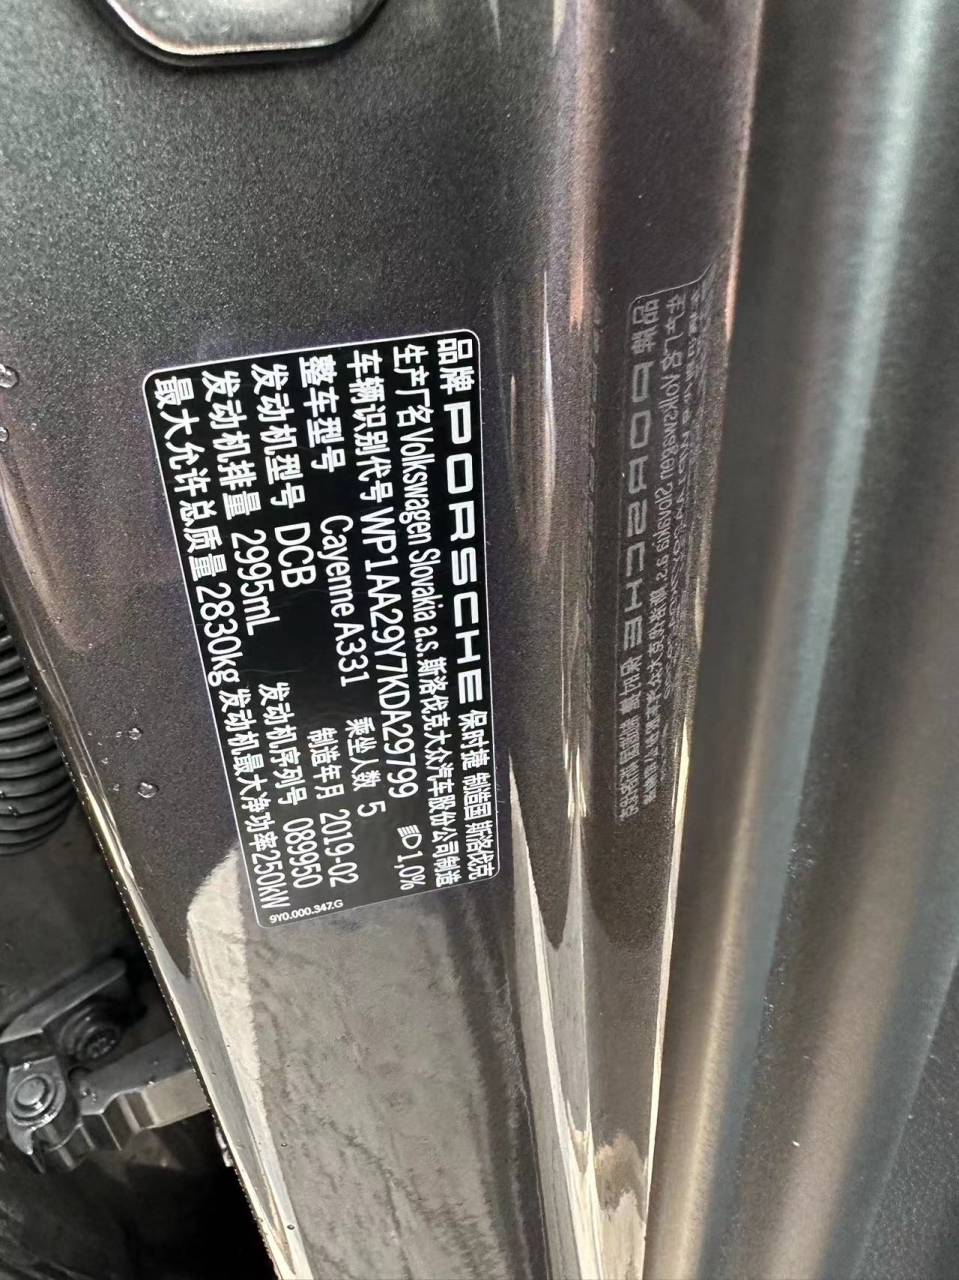 品牌 PORSCHE 保时捷 制造国 斯洛伐克
生产厂名 Volkswagen Slovakia a.s.斯洛伐克大众汽车股份公司制造
车辆识别代号 WP1AA29Y7KDA29799 1,0%
整车型号 Cayenne A331 乘坐人数 5
发动机型号 DCB 制造年月 2019-02
发动机排量 2995mL 发动机序列号 089950
最大允许总质量 2830kg 发动机最大净功率250kW
9Y0.000.347.G